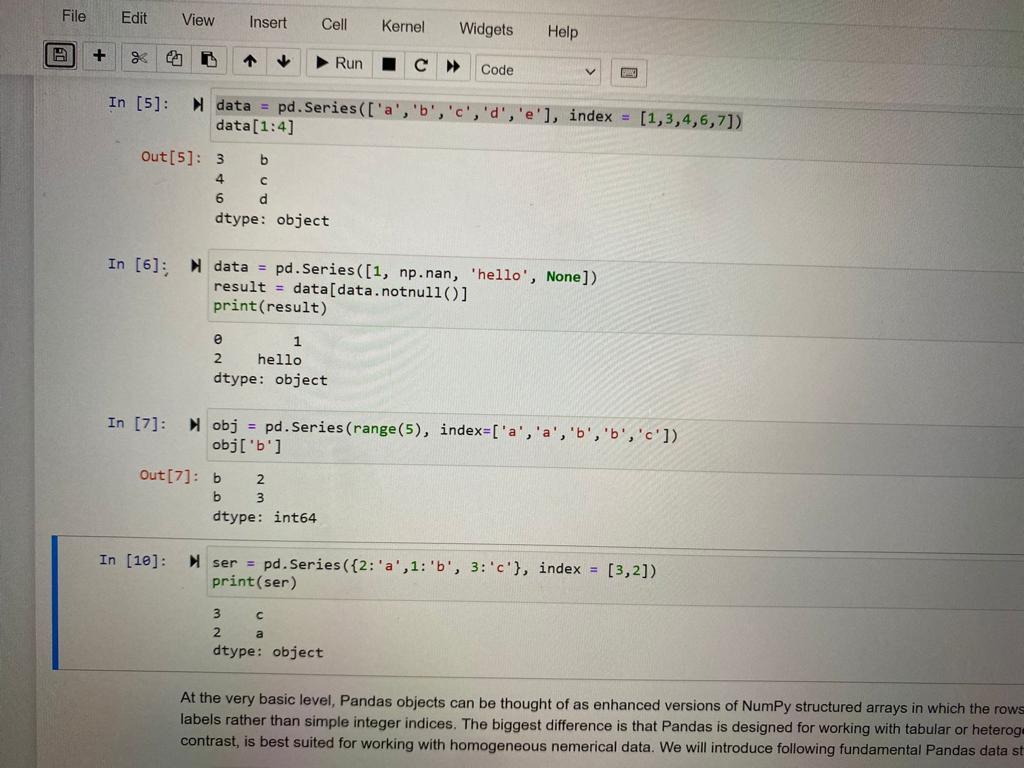 File Edit View Insert Cell Kernel Widgets Help
Run Code
In [5]: data = pd.Series(['a','b','c','d','e'], index = [1,3,4,6,7])
data[1:4]
Out[5]: 3 b
4 c
6 d
dtype: object
In [6]: data = pd.Series([1, np.nan, 'hello', None])
result = data[data.notnull()]
print(result)
0 1
2 hello
dtype: object
In [7]: obj = pd.Series(range(5), index=['a','a','b','b','c'])
obj['b']
Out[7]: b 2
b 3
dtype: int64
In [10]: ser = pd.Series({2:'a',1:'b', 3:'c'}, index = [3,2])
print(ser)
3 c
2 a
dtype: object
At the very basic level, Pandas objects can be thought of as enhanced versions of NumPy structured arrays in which the rows
labels rather than simple integer indices. The biggest difference is that Pandas is designed for working with tabular or heteroge
contrast, is best suited for working with homogeneous nemerical data. We will introduce following fundamental Pandas data st